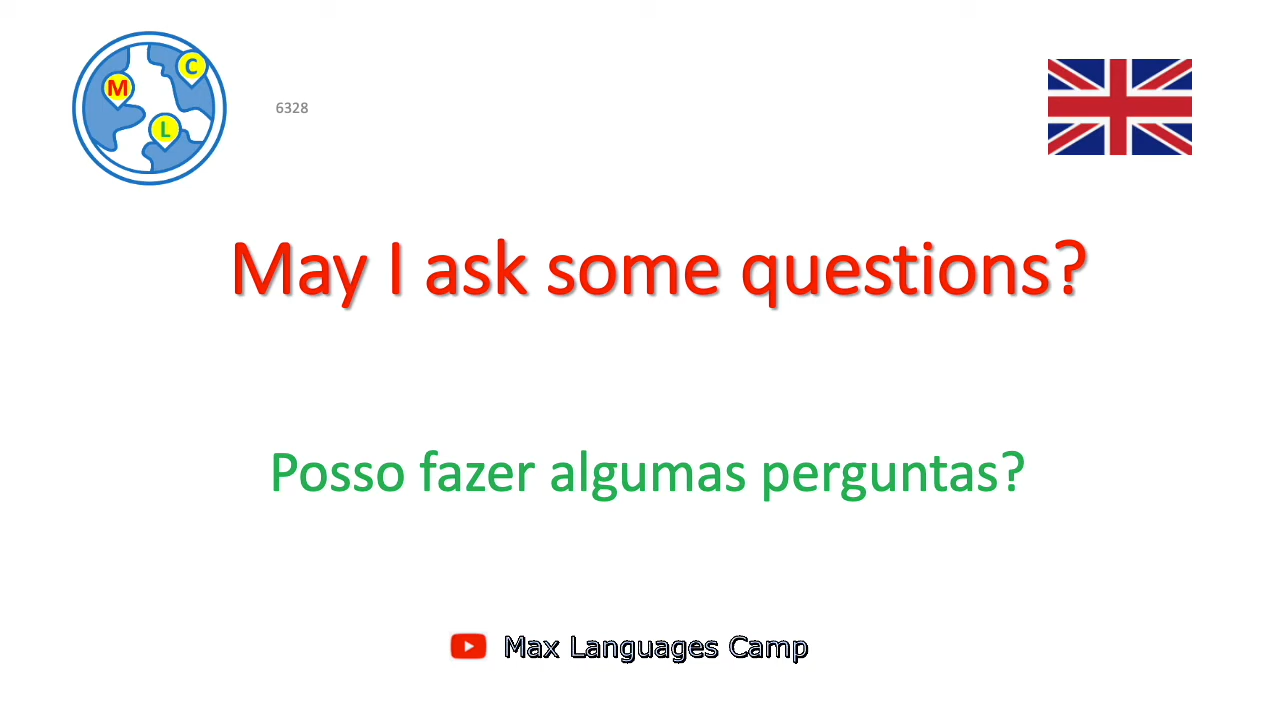 M
C
L
6328
May I ask some questions?
Posso fazer algumas perguntas?
Max Languages Camp